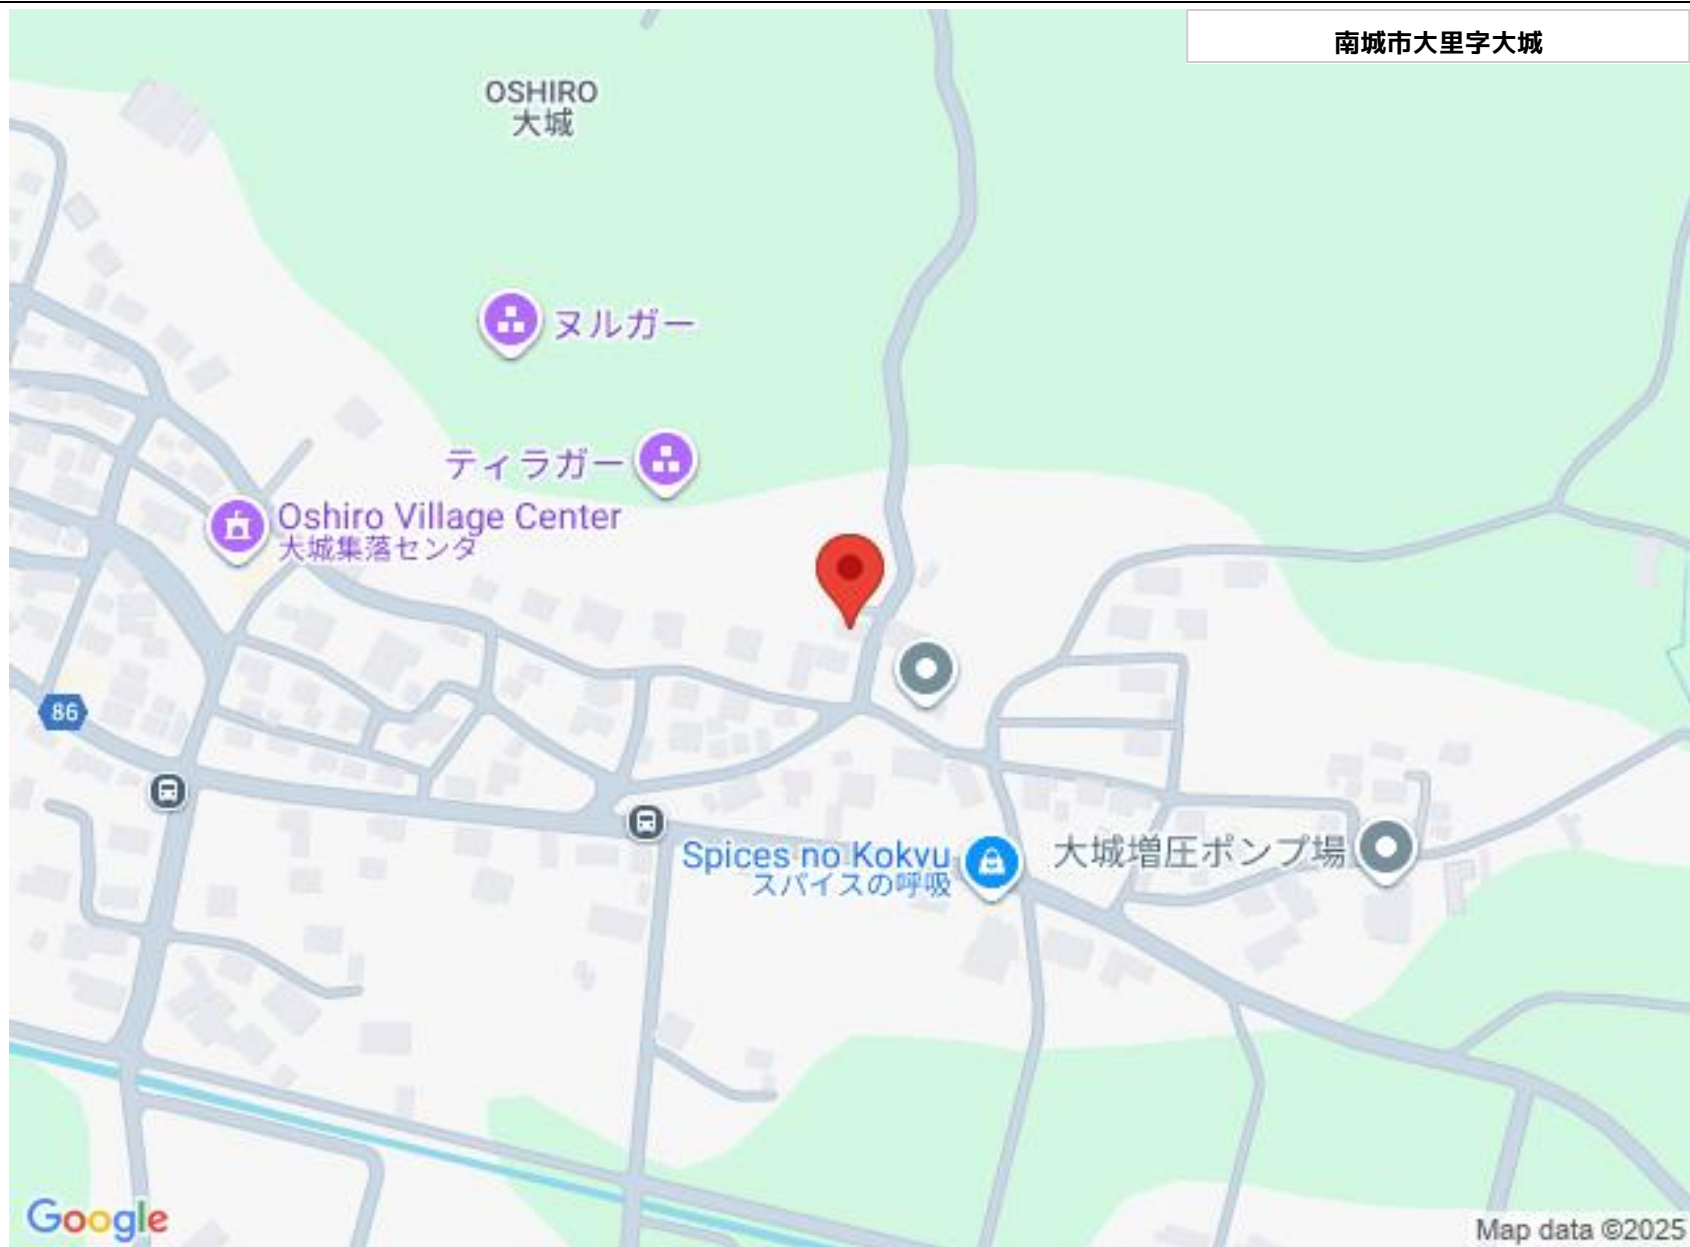 南城市大里字大城
OSHIRO
大城
ヌルガー
ティラガー
Oshiro Village Center
大城集落センタ
86
Spices no Kokyu
スパイスの呼吸
大城増圧ポンプ場
Google
Map data ©2025